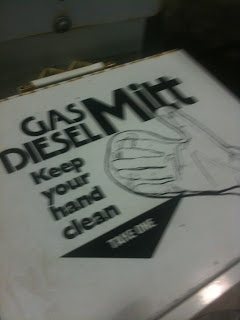 GAS
DIESEL Mitt
Keep
your
hand
clean
TAKE ONE